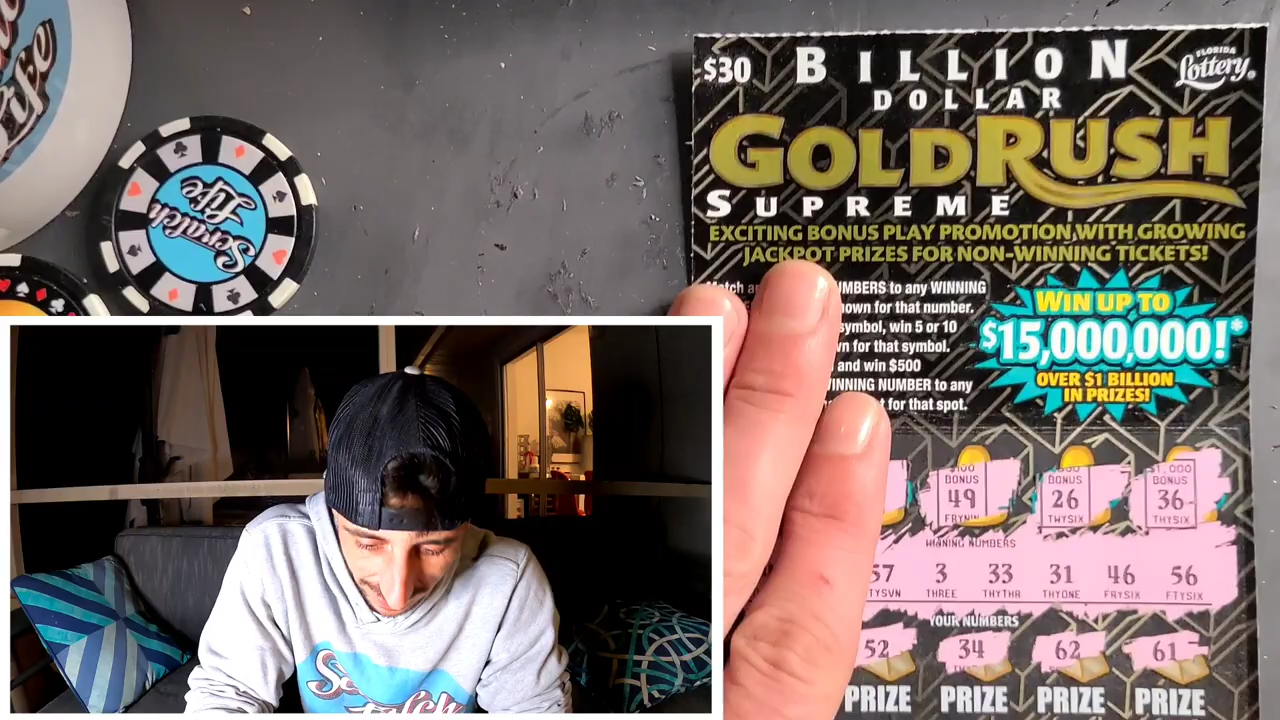 Life
Scratch
Life
$30 BILLION
DOLLAR
FLORIDA
Lottery
GOLDRUSH
SUPREME
EXCITING BONUS PLAY PROMOTION WITH GROWING
JACKPOT PRIZES FOR NON-WINNING TICKETS!
to any WINNING
for that number.
symbol, win 5 or 10
for that symbol.
and win $500
WINNING NUMBER to any
for that spot.
WIN UP TO
$15,000,000!*
OVER $1 BILLION
IN PRIZES!
$100 $1,000
BONUS BONUS BONUS
49 26 36
THYSIX THYSIX
WINNING NUMBERS
57 3 33 31 46 56
THREE THYTHR THYONE FRYSIX FTYSIX
YOUR NUMBERS
52 34 62 61
PRIZE PRIZE PRIZE PRIZE
Scratch